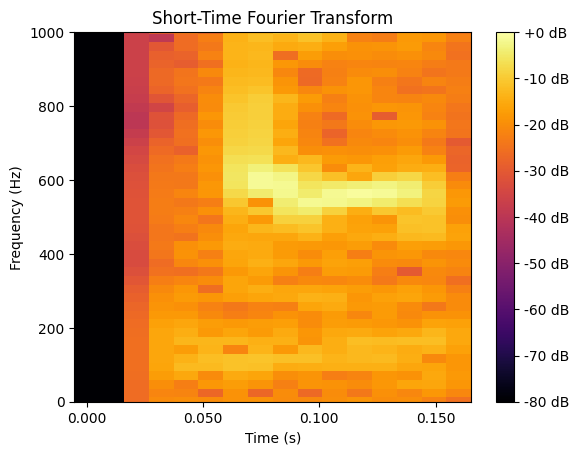 Short-Time Fourier Transform
1000
800
600
400
200
0
Frequency (Hz)
0.000
0.050
0.100
0.150
Time (s)
+0 dB
-10 dB
-20 dB
-30 dB
-40 dB
-50 dB
-60 dB
-70 dB
-80 dB